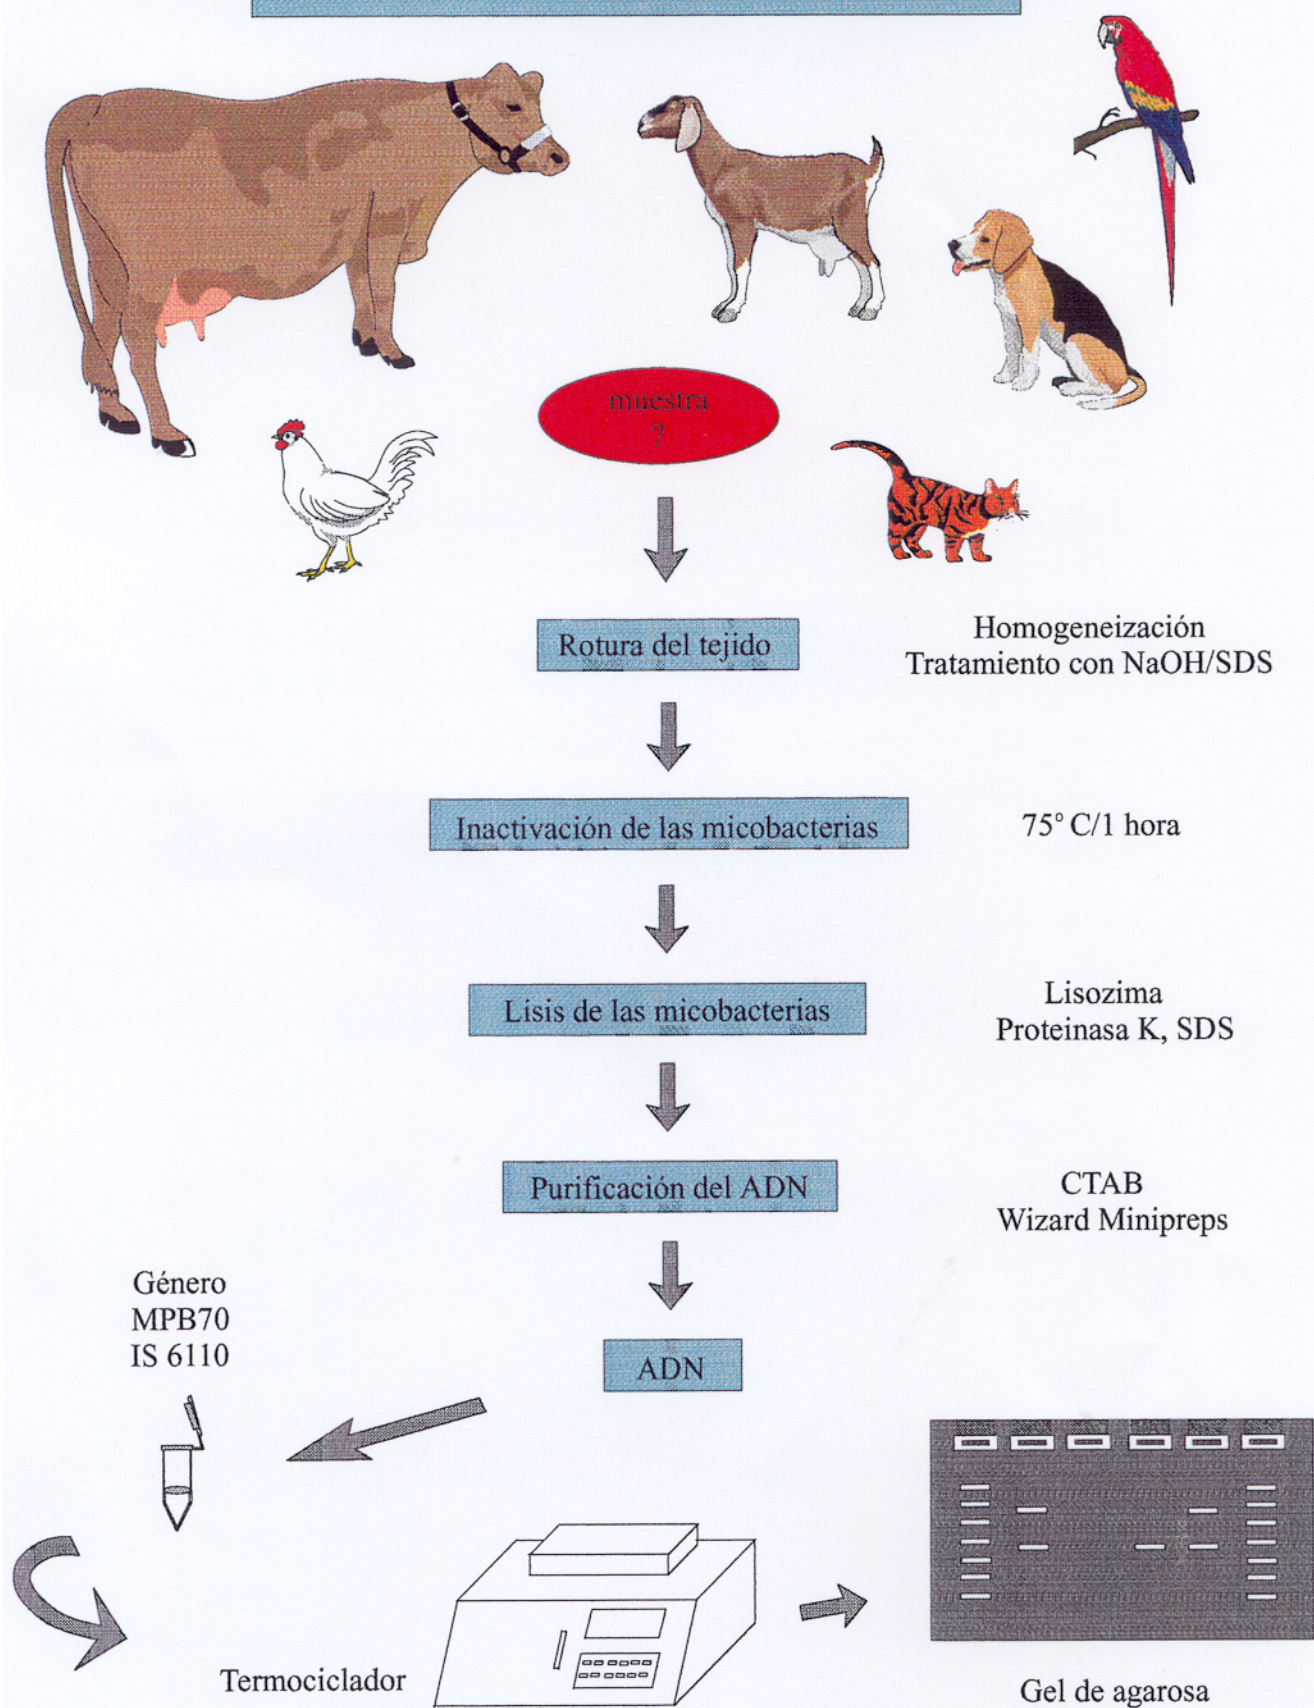 muestra
?
Rotura del tejido
Homogeneización
Tratamiento con NaOH/SDS
Inactivación de las micobacterias
75° C/1 hora
Lisis de las micobacterias
Lisozima
Proteinasa K, SDS
Purificación del ADN
CTAB
Wizard Minipreps
Género
MPB70
IS 6110
ADN
Termociclador
Gel de agarosa